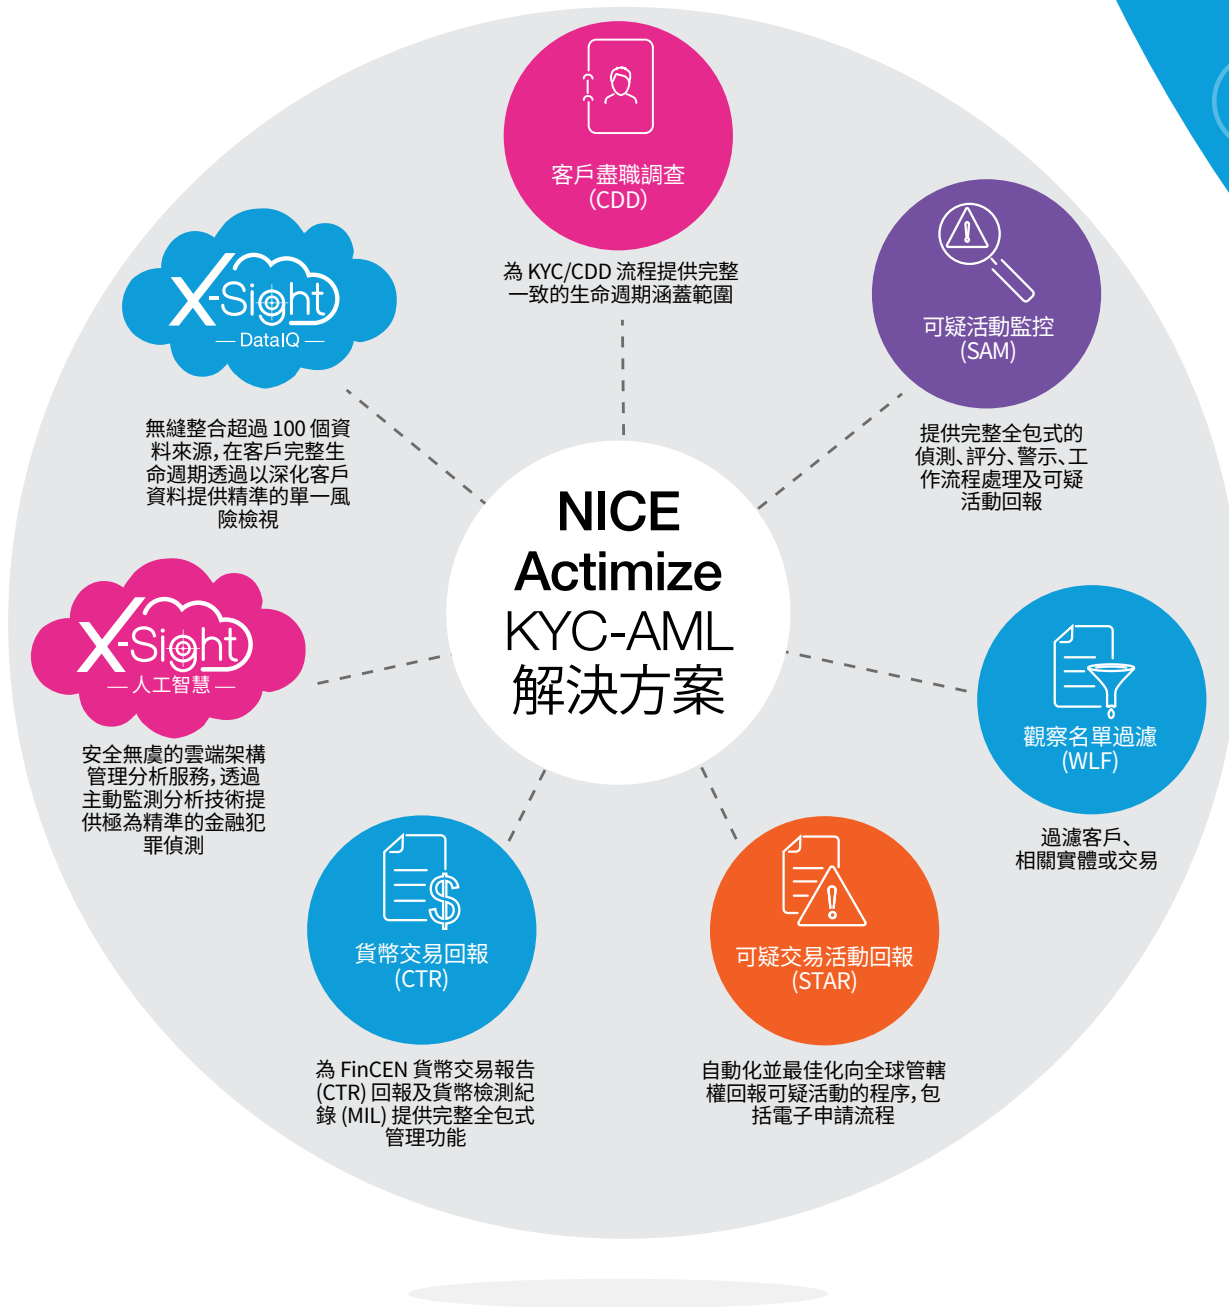 客戶盡職調查
(CDD)
為 KYC/CDD 流程提供完整
一致的生命週期涵蓋範圍
可疑活動監控
(SAM)
提供完整全包式的
偵測、評分、警示、工
作流程處理及可疑
活動回報
X-Sight
DataIQ
無縫整合超過 100 個資
料來源,在客戶完整生
命週期透過以深化客戶
資料提供精準的單一風
險檢視
NICE
Actimize
KYC-AML
解決方案
X-Sight
人工智慧
安全無虞的雲端架構
管理分析服務,透過
主動監測分析技術提
供極為精準的金融犯
罪偵測
觀察名單過濾
(WLF)
過濾客戶、
相關實體或交易
貨幣交易回報
(CTR)
為 FinCEN 貨幣交易報告
(CTR) 回報及貨幣檢測紀
錄 (MIL) 提供完整全包式
管理功能
可疑交易活動回報
(STAR)
自動化並最佳化向全球管轄
權回報可疑活動的程序,包
括電子申請流程